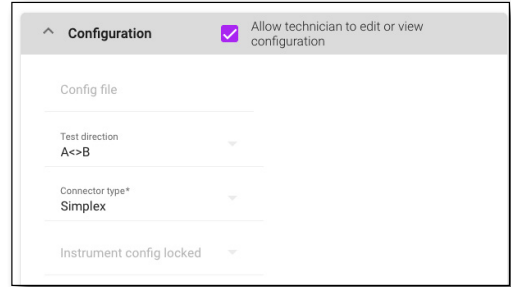 Configuration
Allow technician to edit or view
configuration
Config file
Test direction
A<>B
Connector type*
Simplex
Instrument config locked